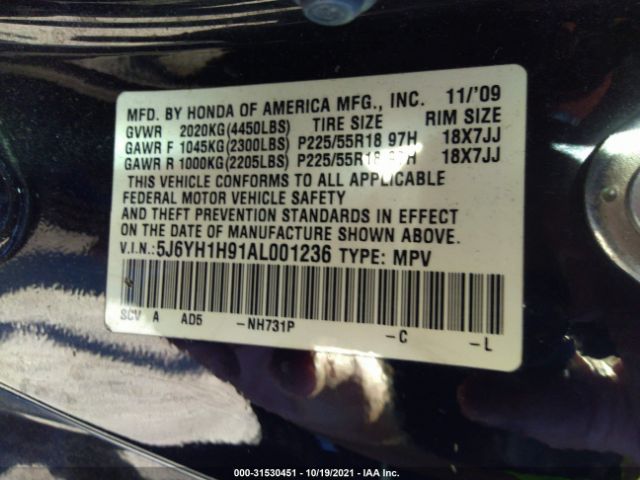 MFD. BY HONDA OF AMERICA MFG., INC. 11/'09
GVWR 2020KG(4450LBS) TIRE SIZE RIM SIZE
GAWR F 1045KG(2300LBS) P225/55R18 97H 18X7JJ
GAWR R 1000KG(2205LBS) P225/55R18 97H 18X7JJ
THIS VEHICLE CONFORMS TO ALL APPLICABLE
FEDERAL MOTOR VEHICLE SAFETY
AND THEFT PREVENTION STANDARDS IN EFFECT
ON THE DATE OF MANUFACTURE SHOWN ABOVE.
V.I.N.:5J6YH1H91AL001236 TYPE: MPV
SCV A AD5 -NH731P -C -L
000-31530451 - 10/19/2021 - IAA Inc.